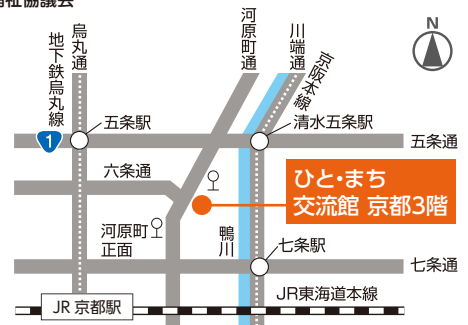 福祉協議会
烏丸通
地下鉄烏丸線
河原町通
川端通
京阪本線
N
1
五条駅
清水五条駅
五条通
六条通
ひと・まち
交流館 京都3階
河原町
正面
鴨川
七条駅
七条通
JR東海道本線
JR 京都駅